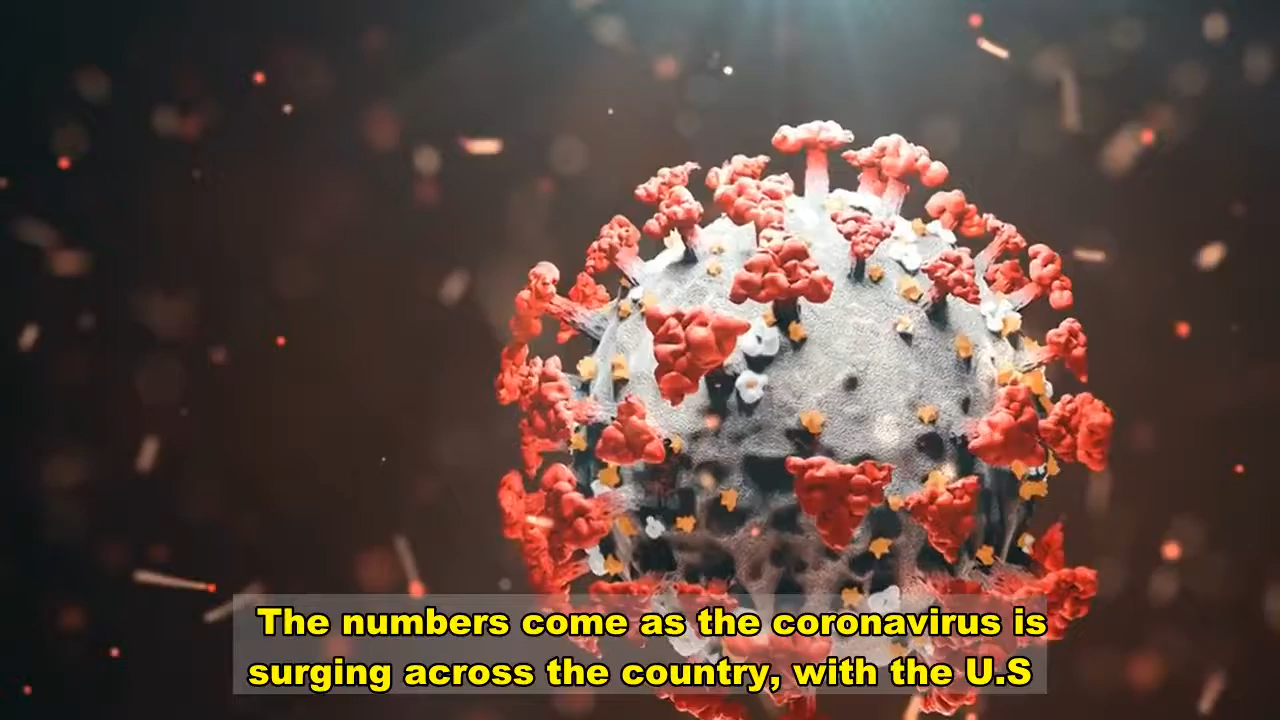 The numbers come as the coronavirus is
surging across the country, with the U.S